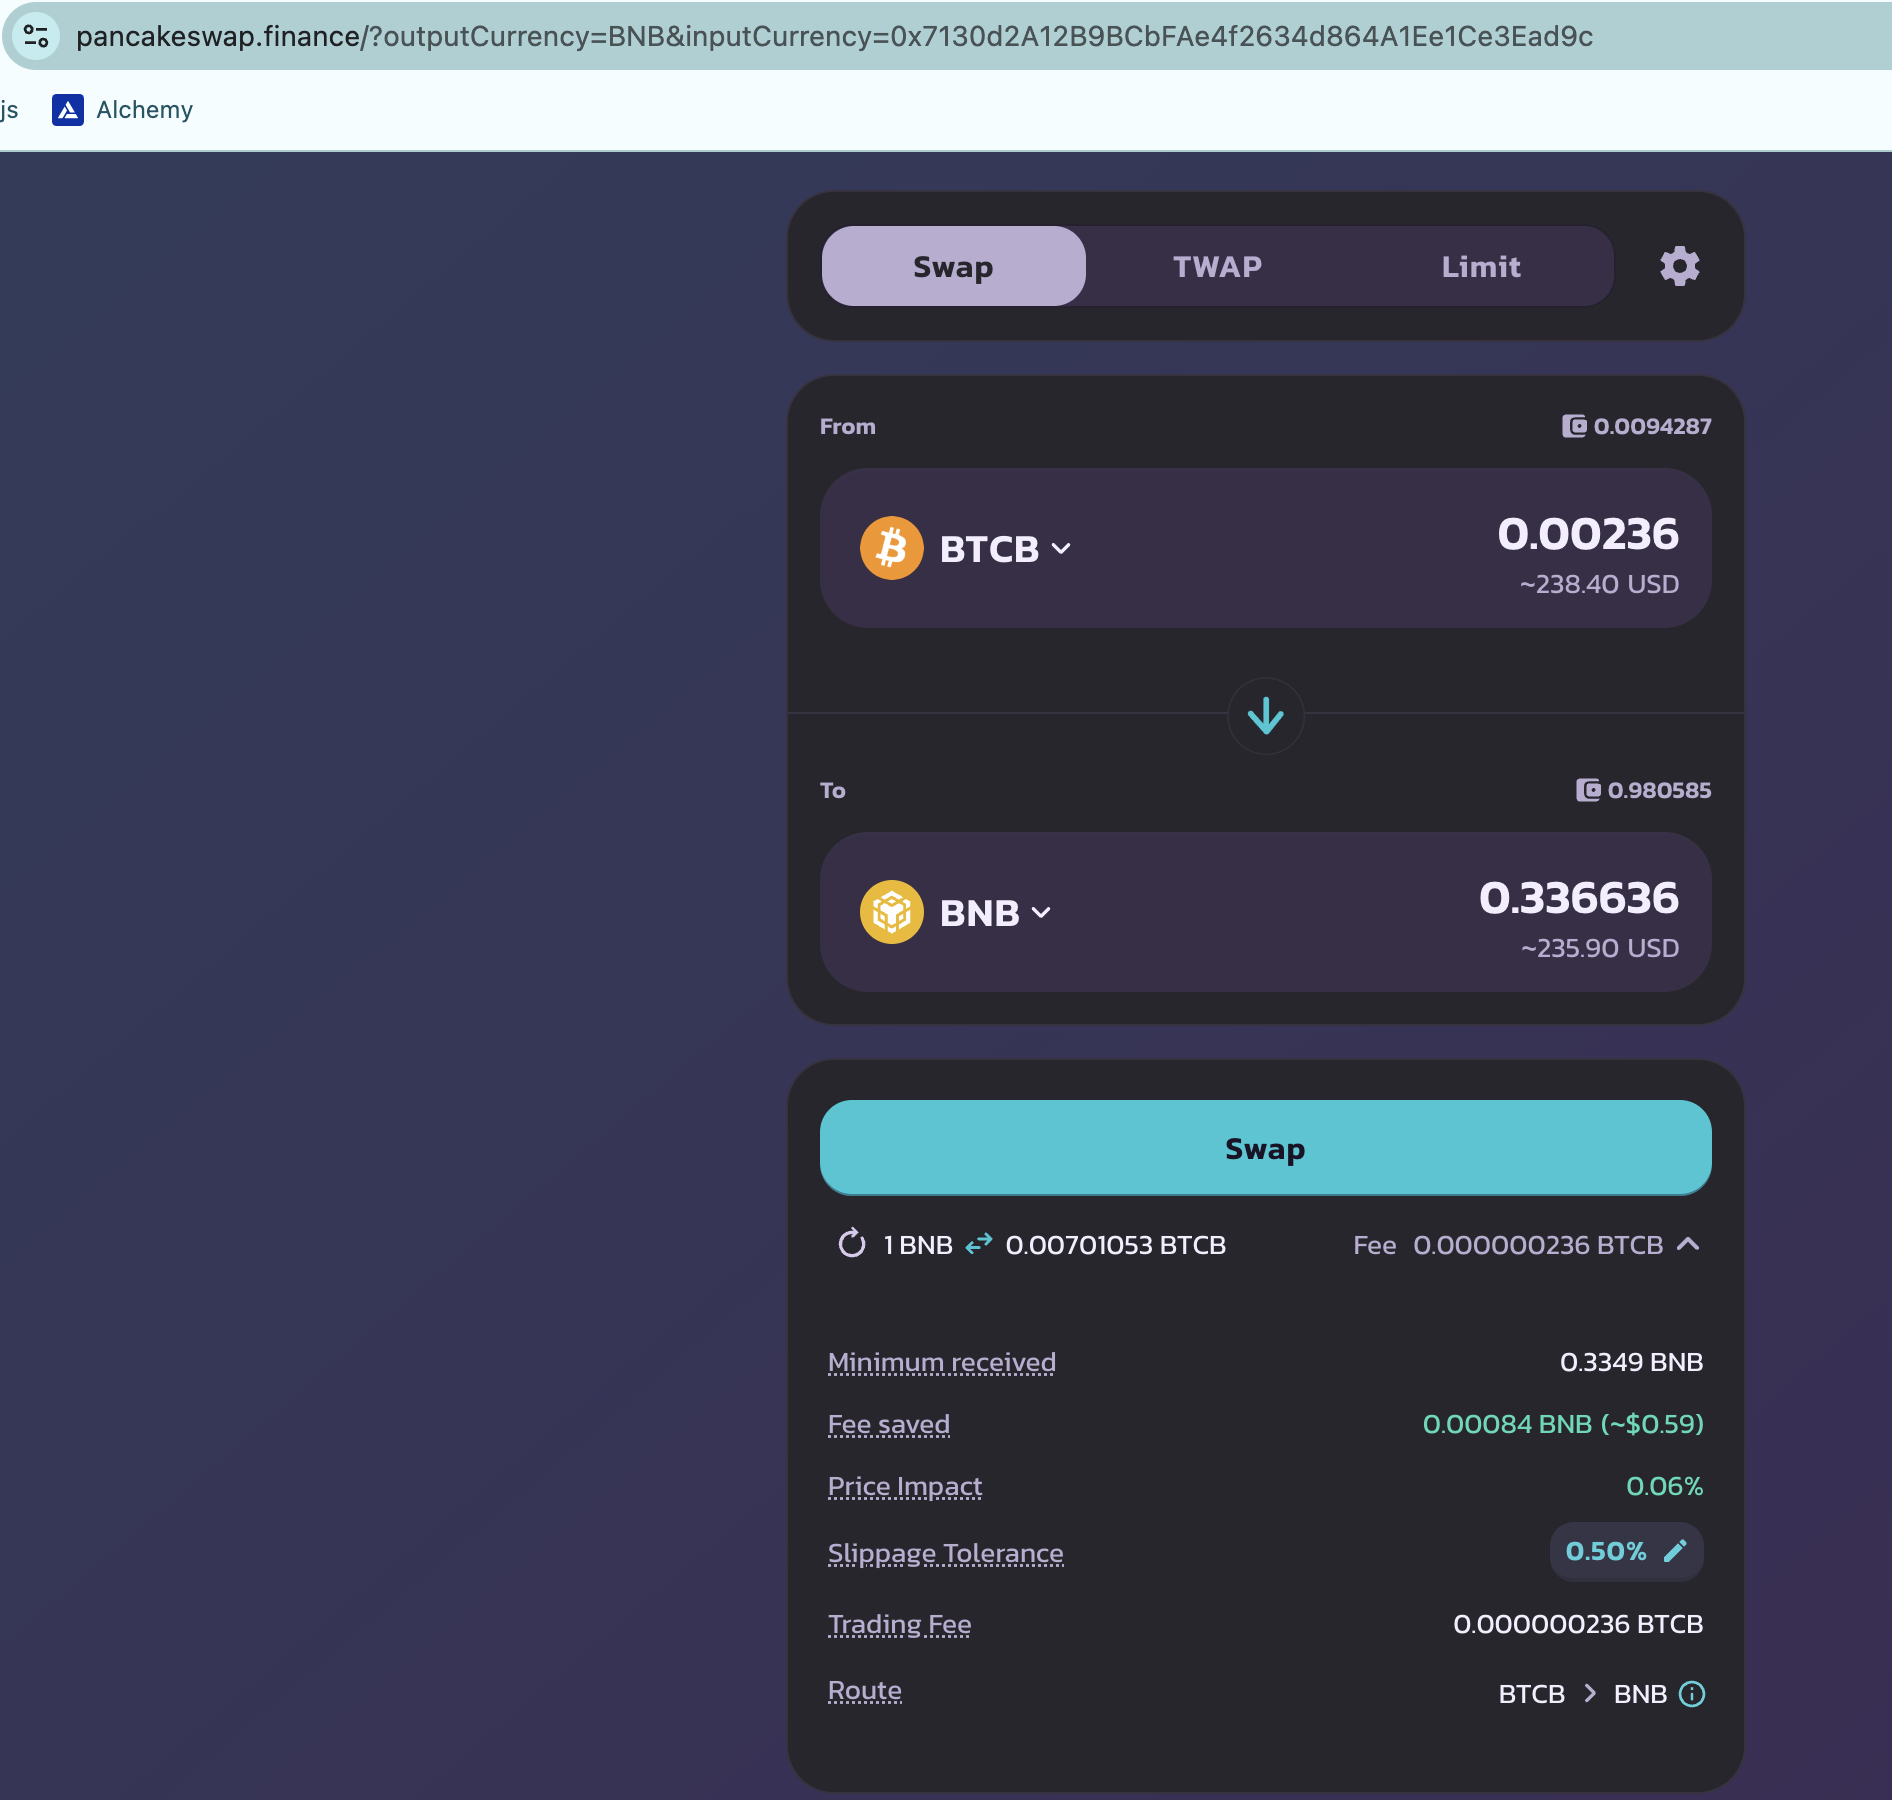 pancakeswap.finance/?outputCurrency=BNB&inputCurrency=0x7130d2A12B9BCbFAe4f2634d864A1Ee1Ce3Ead9c
js Alchemy
Swap TWAP Limit
From 0.0094287
BTCB 0.00236
~238.40 USD
To 0.980585
BNB 0.336636
~235.90 USD
Swap
1 BNB 0.00701053 BTCB Fee 0.000000236 BTCB
Minimum received 0.3349 BNB
Fee saved 0.00084 BNB (~$0.59)
Price Impact 0.06%
Slippage Tolerance 0.50%
Trading Fee 0.000000236 BTCB
Route BTCB > BNB